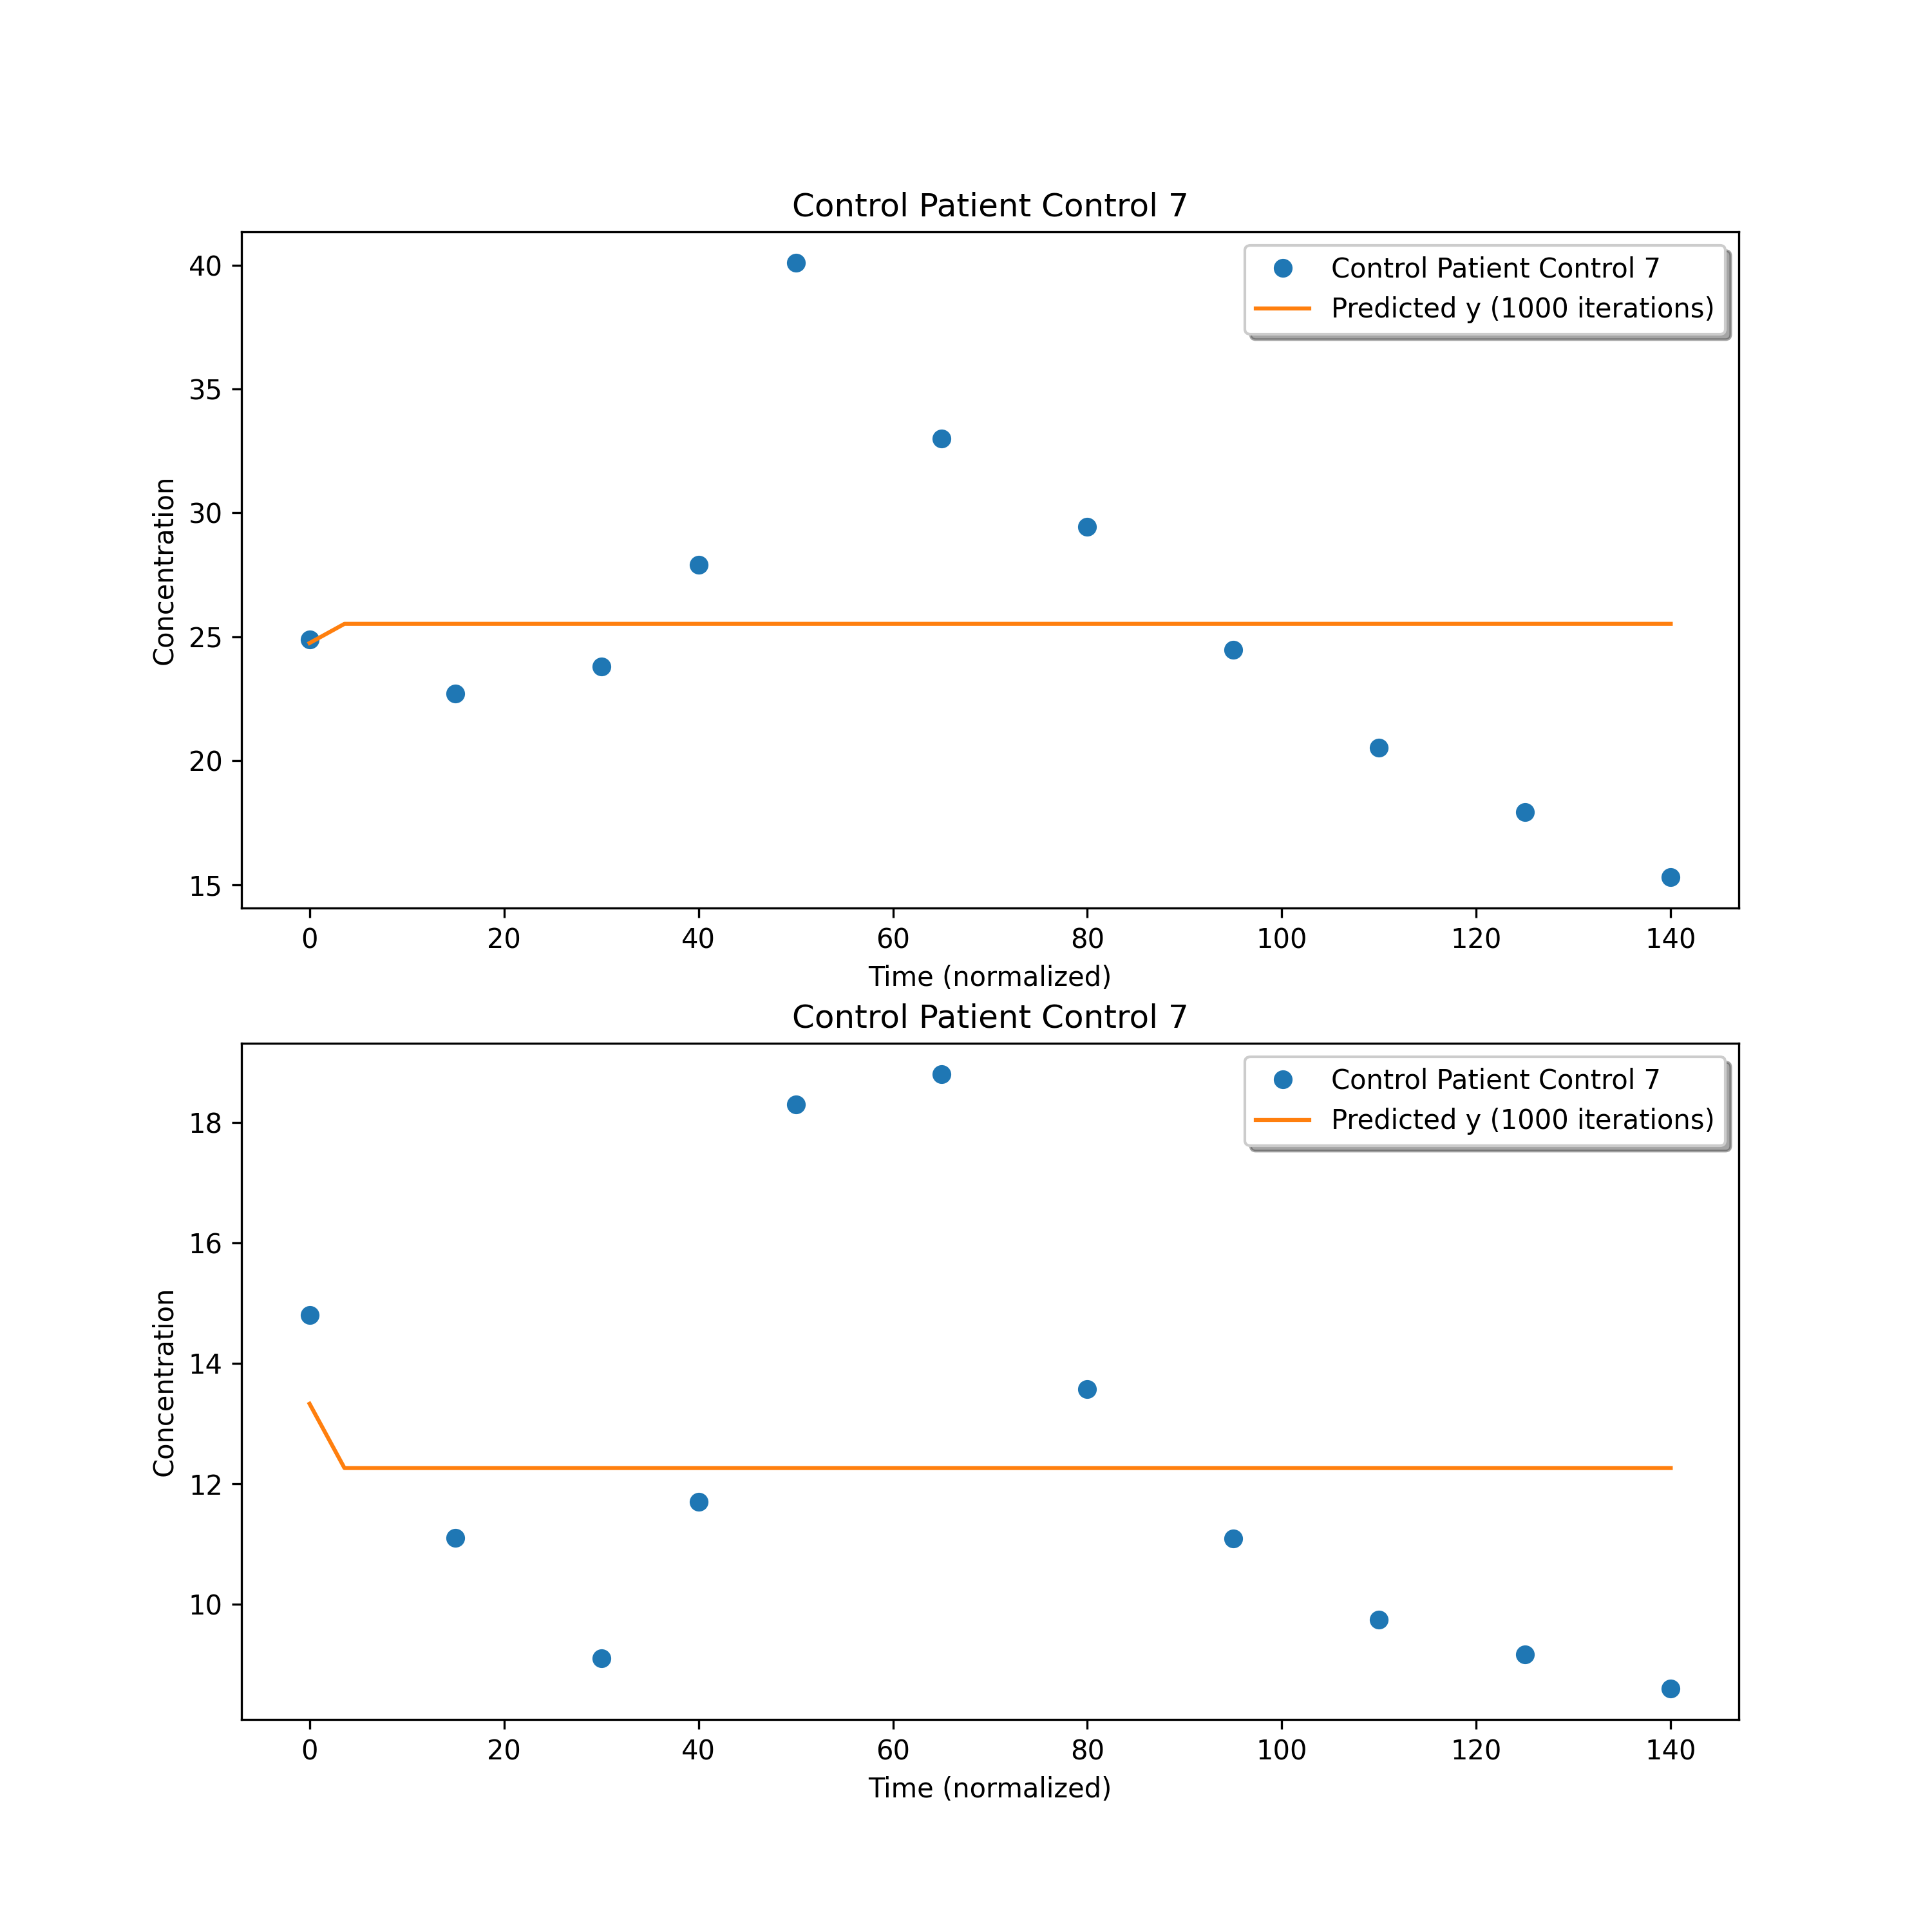 Control Patient Control 7
40
35
30
25
20
15
Concentration
Control Patient Control 7
Predicted y (1000 iterations)
0 20 40 60 80 100 120 140
Time (normalized)
Control Patient Control 7
18
16
14
12
10
Concentration
Control Patient Control 7
Predicted y (1000 iterations)
0 20 40 60 80 100 120 140
Time (normalized)